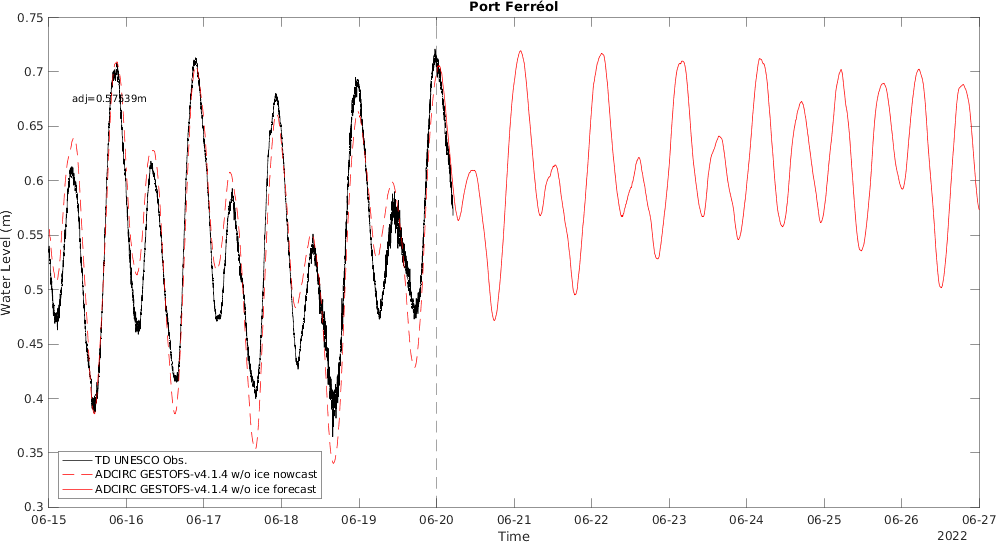 Port Ferréol
0.75
0.7
0.65
0.6
0.55
0.5
0.45
0.4
0.35
0.3
Water Level (m)
adj=0.57539m
TD UNESCO Obs.
ADCIRC GESTOFS-v4.1.4 w/o ice nowcast
ADCIRC GESTOFS-v4.1.4 w/o ice forecast
06-15 06-16 06-17 06-18 06-19 06-20 06-21 06-22 06-23 06-24 06-25 06-26 06-27
Time
2022